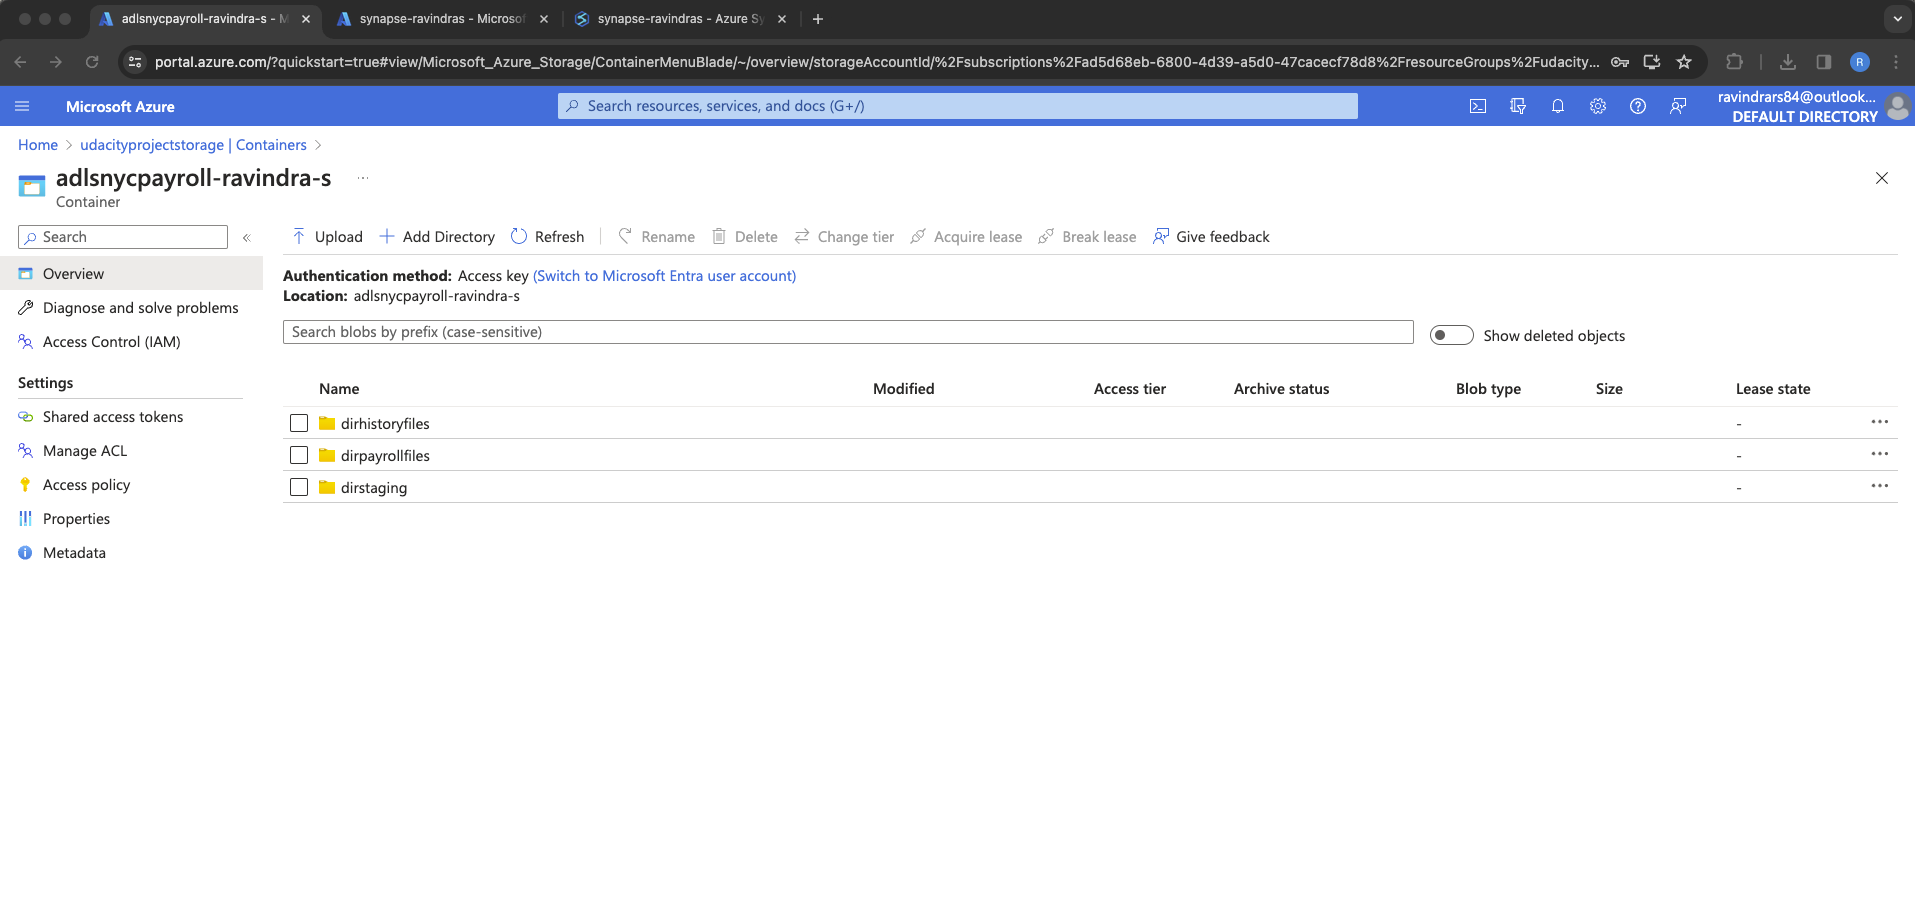 adlsnycpayroll-ravindra-s - M
synapse-ravindras - Microsof
synapse-ravindras - Azure Sy
portal.azure.com/?quickstart=true#view/Microsoft_Azure_Storage/ContainerMenuBlade/~/overview/storageAccountId/%2Fsubscriptions%2Fad5d68eb-6800-4d39-a5d0-47cacecf78d8%2FresourceGroups%2Fudacity...
R
Microsoft Azure
Search resources, services, and docs (G+/)
ravindrars84@outlook...
DEFAULT DIRECTORY
Home > udacityprojectstorage | Containers >
adlsnycpayroll-ravindra-s ...
Container
Search
«
Upload
Add Directory
Refresh
Rename
Delete
Change tier
Acquire lease
Break lease
Give feedback
Overview
Diagnose and solve problems
Access Control (IAM)
Settings
Shared access tokens
Manage ACL
Access policy
Properties
Metadata
Authentication method: Access key (Switch to Microsoft Entra user account)
Location: adlsnycpayroll-ravindra-s
Search blobs by prefix (case-sensitive)
Show deleted objects
Name Modified Access tier Archive status Blob type Size Lease state
dirhistoryfiles - ...
dirpayrollfiles - ...
dirstaging - ...